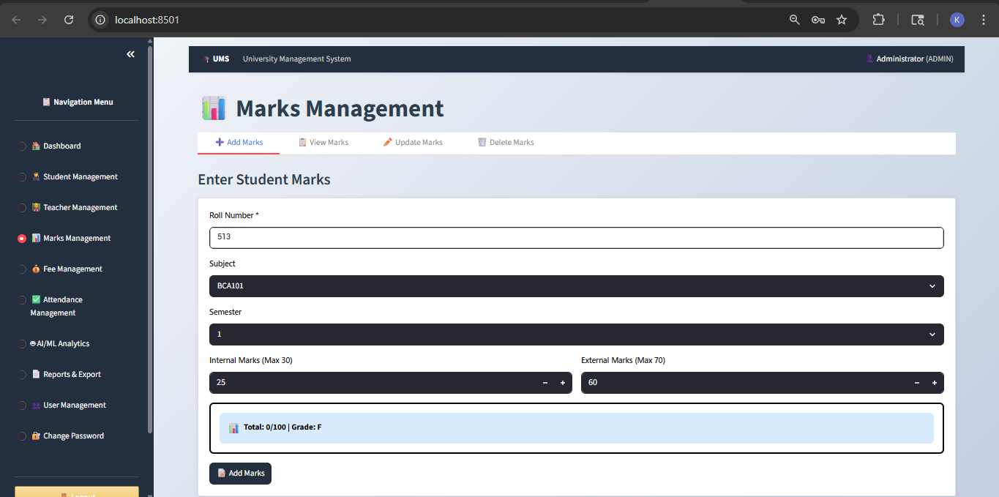 localhost:8501
K
«
Navigation Menu
Dashboard
Student Management
Teacher Management
Marks Management
Fee Management
Attendance
Management
AI/ML Analytics
Reports & Export
User Management
Change Password
Logout
UMS University Management System Administrator (ADMIN)
Marks Management
Add Marks View Marks Update Marks Delete Marks
Enter Student Marks
Roll Number *
513
Subject
BCA101
Semester
1
Internal Marks (Max 30) External Marks (Max 70)
25 − + 60 − +
Total: 0/100 | Grade: F
Add Marks